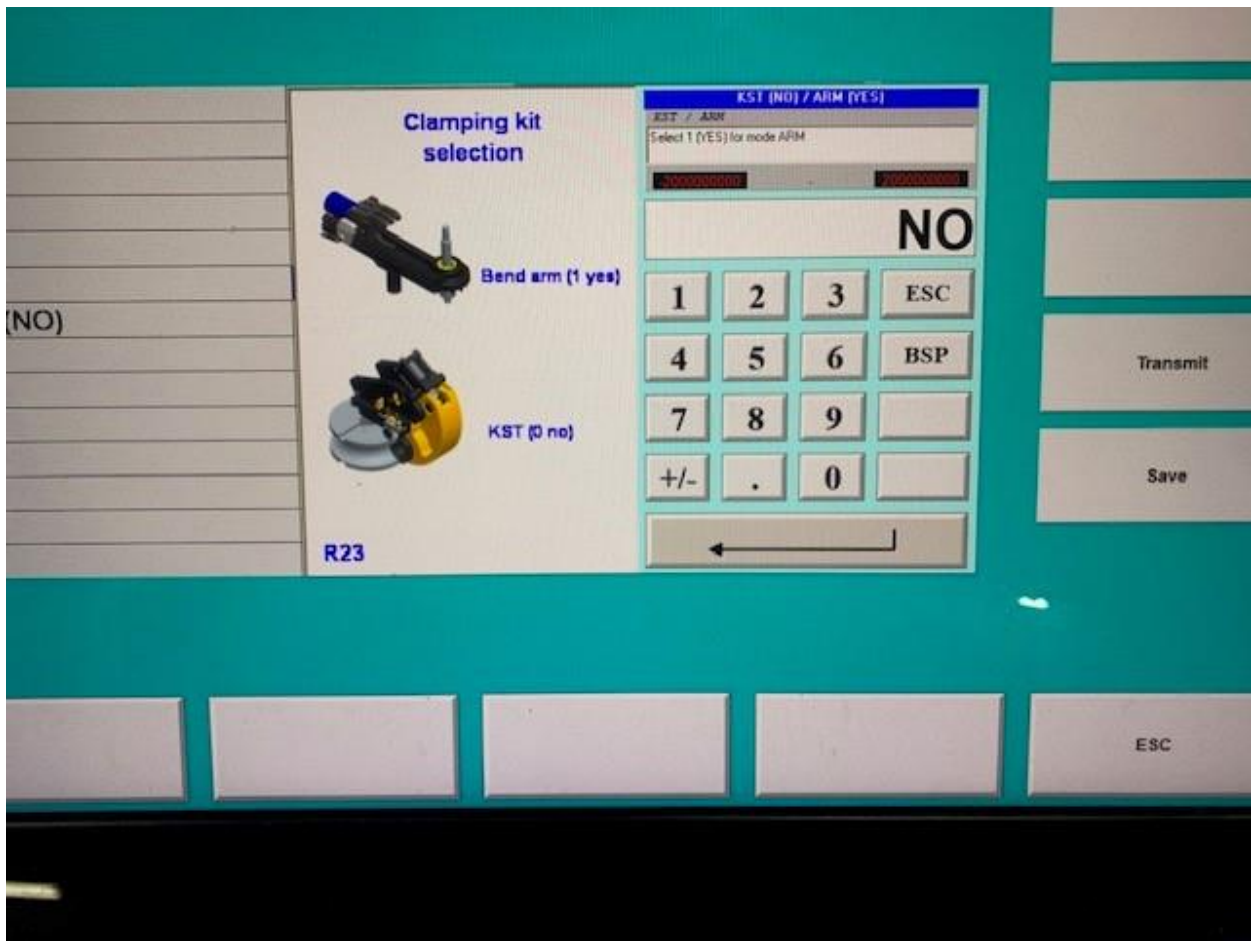 (NO)
Clamping kit
selection
Bend arm (1 yes)
KST (0 no)
R23
KST (NO) / ARM (YES)
KST / ARM
Select 1 (YES) for mode ARM
-2000000000 - 2000000000
NO
1 2 3 ESC
4 5 6 BSP
7 8 9
+/- . 0
Transmit
Save
ESC